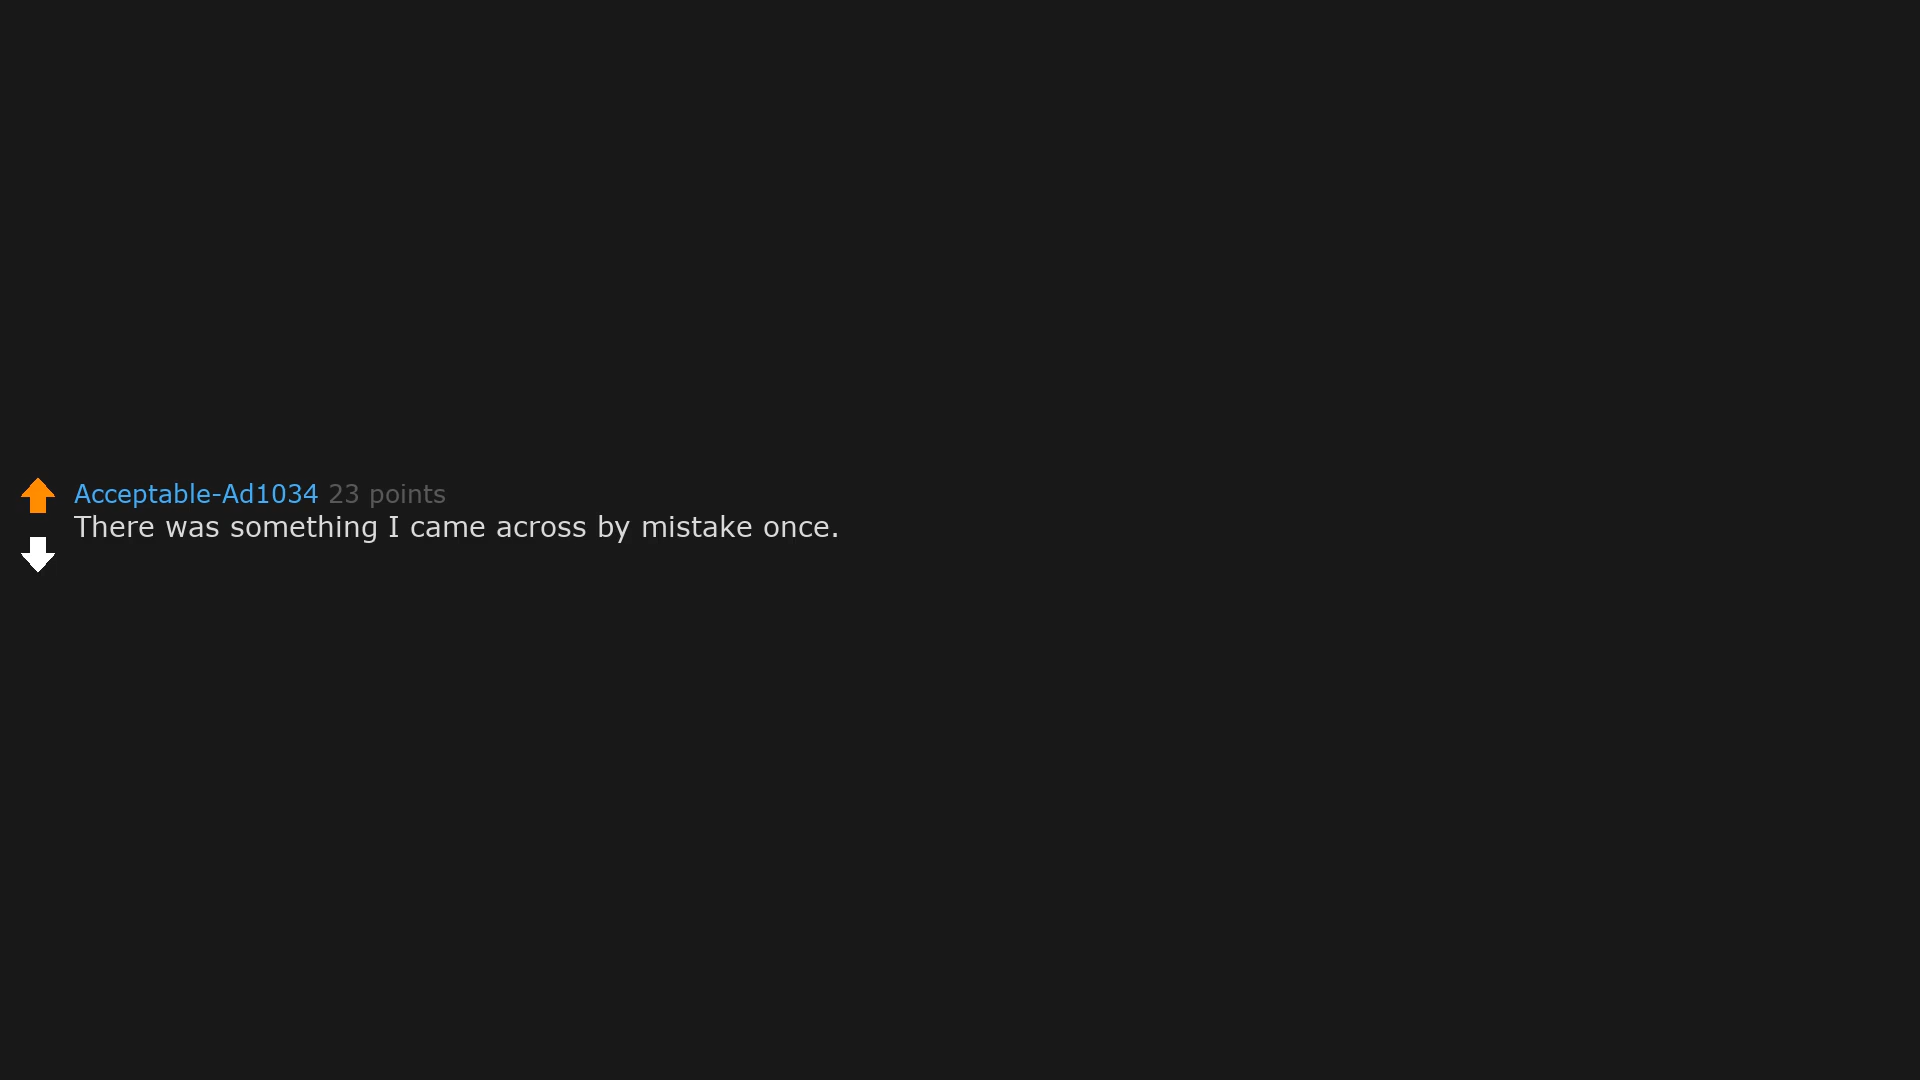 Acceptable-Ad1034 23 points
There was something I came across by mistake once.